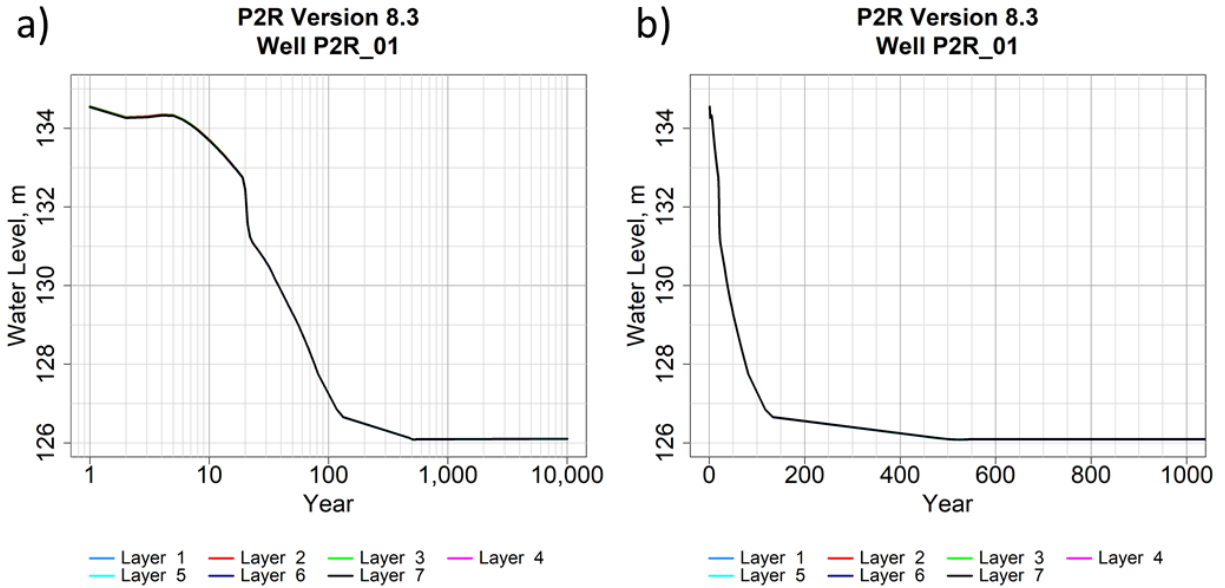 a)
P2R Version 8.3
Well P2R_01
Water Level, m
134
132
130
128
126
1 10 100 1,000 10,000
Year
Layer 1 Layer 2 Layer 3 Layer 4
Layer 5 Layer 6 Layer 7
b)
P2R Version 8.3
Well P2R_01
Water Level, m
134
132
130
128
126
0 200 400 600 800 1000
Year
Layer 1 Layer 2 Layer 3 Layer 4
Layer 5 Layer 6 Layer 7